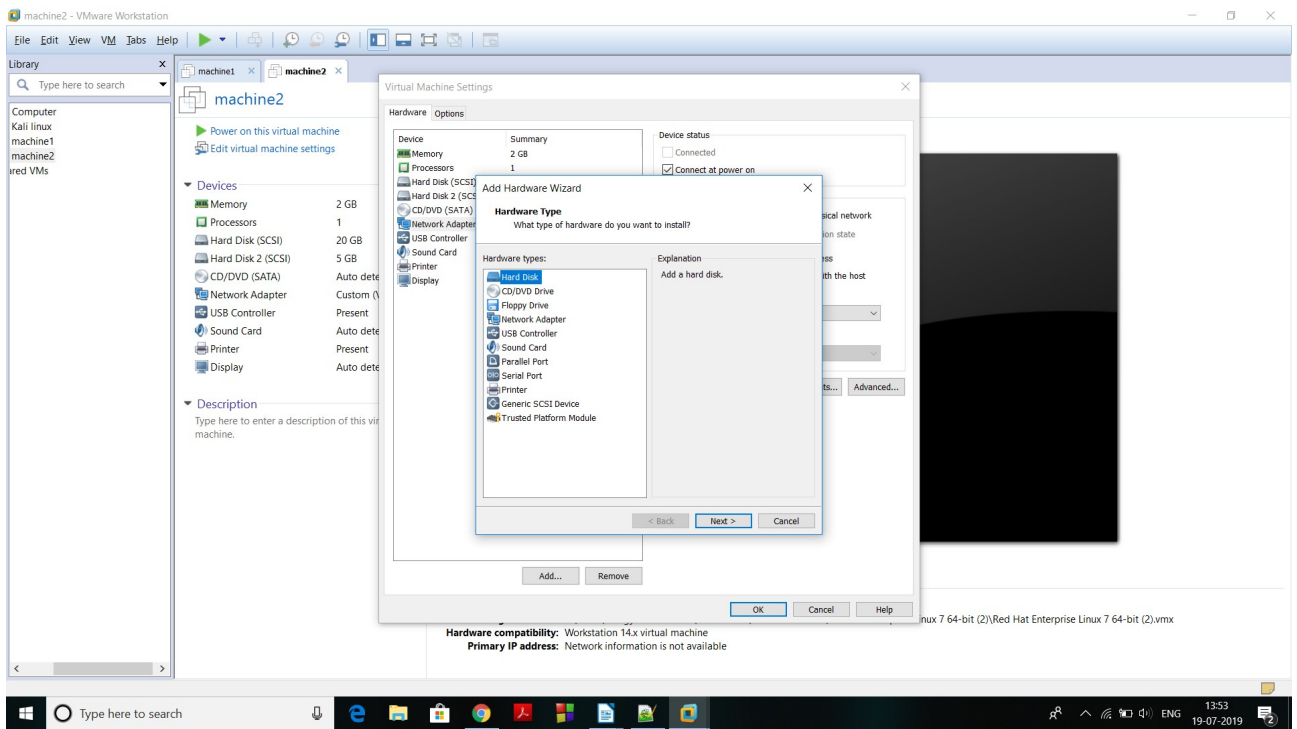 machine2 - VMware Workstation
File Edit View VM Tabs Help
Library x
Type here to search
Computer
Kali linux
machine1
machine2
ared VMs
machine1 × machine2 ×
machine2
Power on this virtual machine
Edit virtual machine settings
Devices
Memory 2 GB
Processors 1
Hard Disk (SCSI) 20 GB
Hard Disk 2 (SCSI) 5 GB
CD/DVD (SATA) Auto dete
Network Adapter Custom (V
USB Controller Present
Sound Card Auto dete
Printer Present
Display Auto dete
Description
Type here to enter a description of this vir
machine.
Virtual Machine Settings
Hardware Options
Device Summary
Memory 2 GB
Processors 1
Hard Disk (SCSI)
Hard Disk 2 (SCS
CD/DVD (SATA)
Network Adapter
USB Controller
Sound Card
Printer
Display
Device status
Connected
Connect at power on
sical network
ion state
ess
ith the host
ts... Advanced...
Add Hardware Wizard
Hardware Type
What type of hardware do you want to install?
Hardware types:
Hard Disk
CD/DVD Drive
Floppy Drive
Network Adapter
USB Controller
Sound Card
Parallel Port
Serial Port
Printer
Generic SCSI Device
Trusted Platform Module
Explanation
Add a hard disk.
< Back Next > Cancel
Add... Remove
OK Cancel Help
nux 7 64-bit (2)\Red Hat Enterprise Linux 7 64-bit (2).vmx
Hardware compatibility: Workstation 14.x virtual machine
Primary IP address: Network information is not available
Type here to search
ENG
13:53
19-07-2019
2